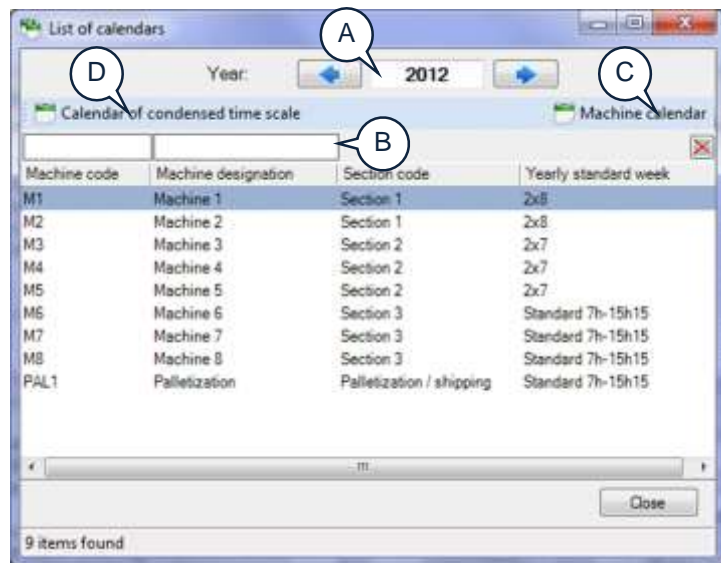 List of calendars
A
D
C
Year: 2012
Calendar of condensed time scale Machine calendar
B
Machine code Machine designation Section code Yearly standard week
M1 Machine 1 Section 1 2x8
M2 Machine 2 Section 1 2x8
M3 Machine 3 Section 2 2x7
M4 Machine 4 Section 2 2x7
M5 Machine 5 Section 2 2x7
M6 Machine 6 Section 3 Standard 7h-15h15
M7 Machine 7 Section 3 Standard 7h-15h15
M8 Machine 8 Section 3 Standard 7h-15h15
PAL1 Palletization Palletization / shipping Standard 7h-15h15
Close
9 items found